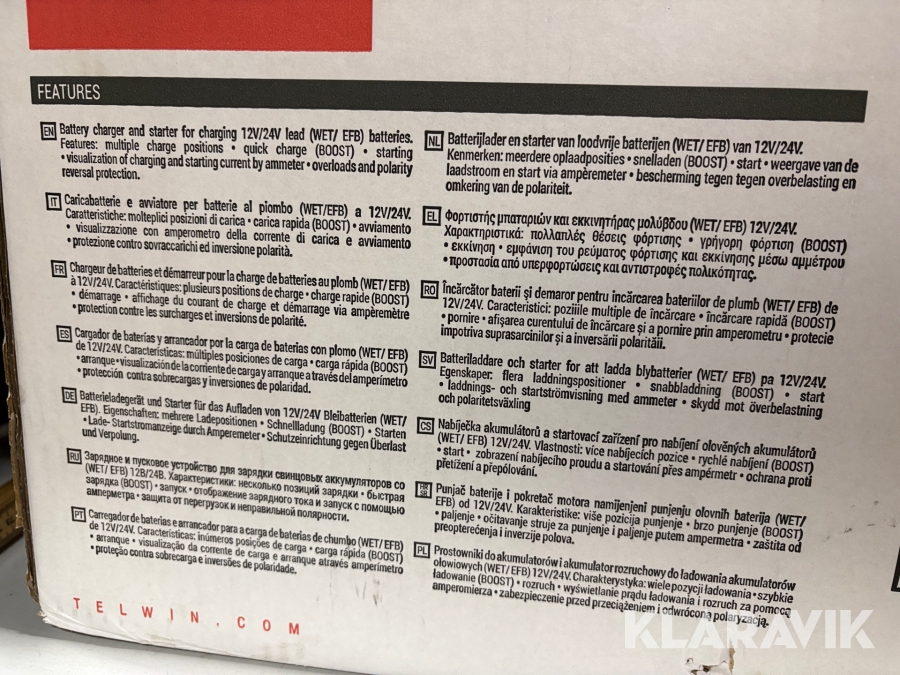 FEATURES
EN Battery charger and starter for charging 12V/24V lead (WET/ EFB) batteries.
Features: multiple charge positions • quick charge (BOOST) • starting
• visualization of charging and starting current by ammeter • overloads and polarity
reversal protection.
IT Caricabatterie e avviatore per batterie al piombo (WET/EFB) a 12V/24V.
Caratteristiche: molteplici posizioni di carica • carica rapida (BOOST) • avviamento
• visualizzazione con amperometro della corrente di carica e avviamento
• protezione contro sovraccarichi ed inversione polarità.
FR Chargeur de batteries et démarreur pour la charge de batteries au plomb (WET/ EFB)
à 12V/24V. Caractéristiques: plusieurs positions de charge • charge rapide (BOOST)
• démarrage • affichage du courant de charge et démarrage via ampèremètre
• protection contre les surcharges et inversions de polarité.
ES Cargador de baterías y arrancador por la carga de baterías con plomo (WET/ EFB)
de 12V/24V. Características: múltiples posiciones de carga • carga rápida (BOOST)
• arranque • visualización de la corriente de carga y arranque a través del amperímetro
• protección contra sobrecargas y inversiones de polaridad.
DE Batterieladegerät und Starter für das Aufladen von 12V/24V Bleibatterien (WET/
EFB). Eigenschaften: mehrere Ladepositionen • Schnellladung (BOOST) • Starten
• Lade- Startstromanzeige durch Amperemeter • Schutzeinrichtung gegen Überlast
und Verpolung.
RU Зарядное и пусковое устройство для зарядки свинцовых аккумуляторов со
(WET/ EFB) 12В/24В. Характеристики: несколько позиций зарядки • быстрая
зарядка (BOOST) • запуск • отображение зарядного тока и запуск с помощью
амперметра • защита от перегрузок и неправильной полярности.
PT Carregador de baterias e arrancador para a carga de baterias de chumbo (WET/ EFB)
de 12V/24V. Características: inúmeros posições de carga • carga rápida (BOOST)
• arranque • visualização da corrente de carga e arranque através amperímetro
• proteção contra sobrecarga e inversões de polaridade.
TELWIN.COM
NL Batterijlader en starter van loodvrije batterijen (WET/ EFB) van 12V/24V.
Kenmerken: meerdere oplaadposities • snelladen (BOOST) • start • weergave van de
laadstroom en start via ampèremeter • bescherming tegen tegen overbelasting en
omkering van de polariteit.
EL Φορτιστής μπαταριών και εκκινητήρας μολύβδου (WET/ EFB) 12V/24V.
Χαρακτηριστικά: πολλαπλές θέσεις φόρτισης • γρήγορη φόρτιση (BOOST)
• εκκίνηση • εμφάνιση του ρεύματος φόρτισης και εκκίνησης μέσω αμμέτρου
• προστασία από υπερφορτώσεις και αντιστροφές πολικότητας.
RO Încărcător baterii și demaror pentru incărcarea bateriilor de plumb (WET/ EFB) de
12V/24V. Caracteristici: poziiile multiple de încărcare • încărcare rapidă (BOOST)
• pornire • afișarea curentului de încărcare și a pornire prin amperometru • protecie
impotriva suprasarcinilor și a inversării polarităii.
SV Batteriladdare och starter for att ladda blybatterier (WET/ EFB) pa 12V/24V.
Egenskaper: flera laddningspositioner • snabbladdning (BOOST) • start
• laddnings- och startströmvisning med ammeter • skydd mot överbelastning
och polaritetsväxling
CS Nabíječka akumulátorů a startovací zařízení pro nabíjení olověných akumulátorů
(WET/ EFB) 12V/24V. Vlastnosti: více nabíjecích pozice • rychlé nabíjení (BOOST)
• start • zobrazení nabíjecího proudu a startování přes ampérmetr • ochrana proti
přetížení a přepólování.
HR SR Punjač baterije i pokretač motora namijenjeni punjenju olovnih baterija (WET/
EFB) od 12V/24V. Karakteristike: više pozicija punjenje • brzo punjenje (BOOST)
• paljenje • očitavanje struje za punjenje i paljenje putem ampermetra • zaštita od
preopterećenja i inverzije polova.
PL Prostowniki do akumulatorów i akumulator rozruchowy do ładowania akumulatorów
ołowiowych (WET/ EFB) 12V/24V. Charakterystyka: wiele pozycji ładowania • szybkie
ładowanie (BOOST) • rozruch • wyświetlanie prądu ładowania i rozruch za pomocą
amperomierza • zabezpieczenie przed przeciążeniem i odwróconą polaryzacją.
KLARAVIK